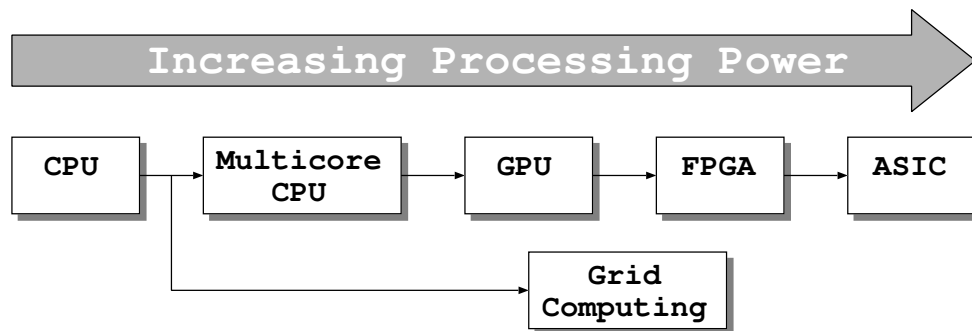 Increasing Processing Power
CPU
Multicore
CPU
GPU
FPGA
ASIC
Grid
Computing